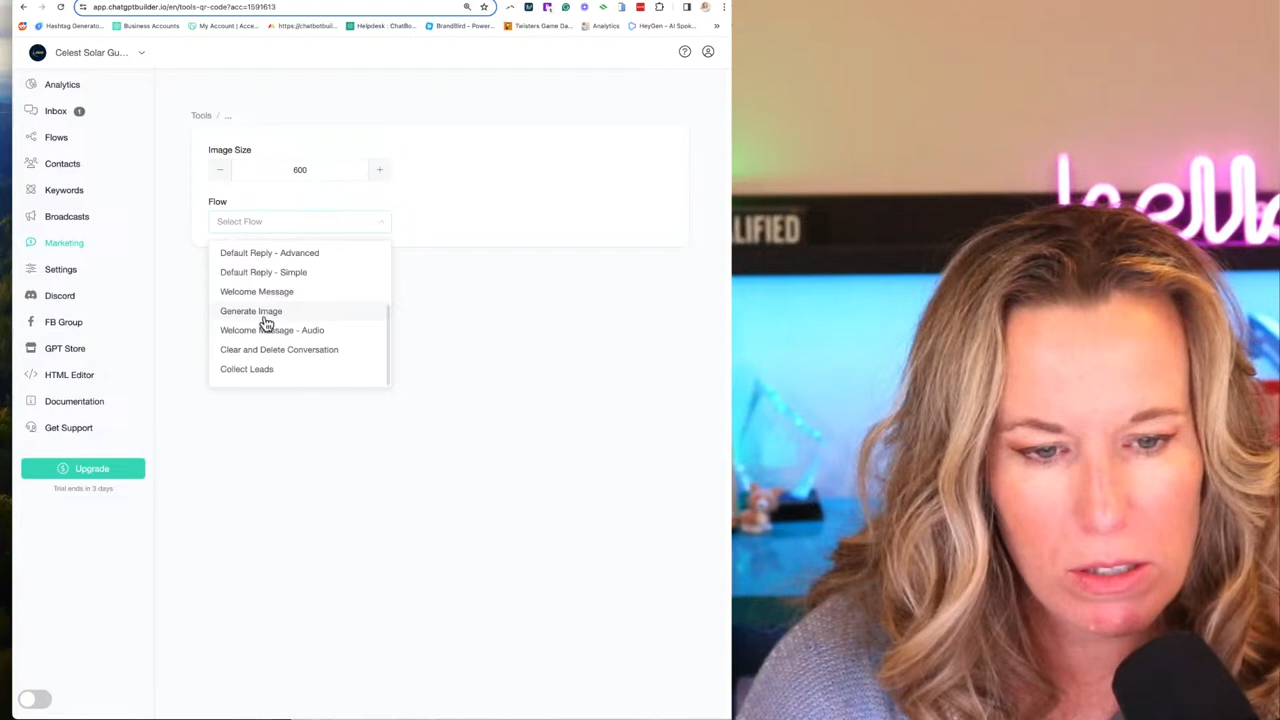 app.chatgptbuilder.io/en/tools-qr-code?acc=1591613
Hashtag Generato...
Business Accounts
My Account | Acce...
https://chatbotbuil...
Helpdesk : ChatBo...
BrandBird – Power...
Twisters Game Da...
Analytics
HeyGen - AI Spok...
Celest Solar Gu...
Analytics
Inbox 1
Flows
Contacts
Keywords
Broadcasts
Marketing
Settings
Discord
FB Group
GPT Store
HTML Editor
Documentation
Get Support
Upgrade
Trial ends in 3 days
Tools / ...
Image Size
600
Flow
Select Flow
Default Reply - Advanced
Default Reply - Simple
Welcome Message
Generate Image
Clear and Delete Conversation
Collect Leads
LIFIED